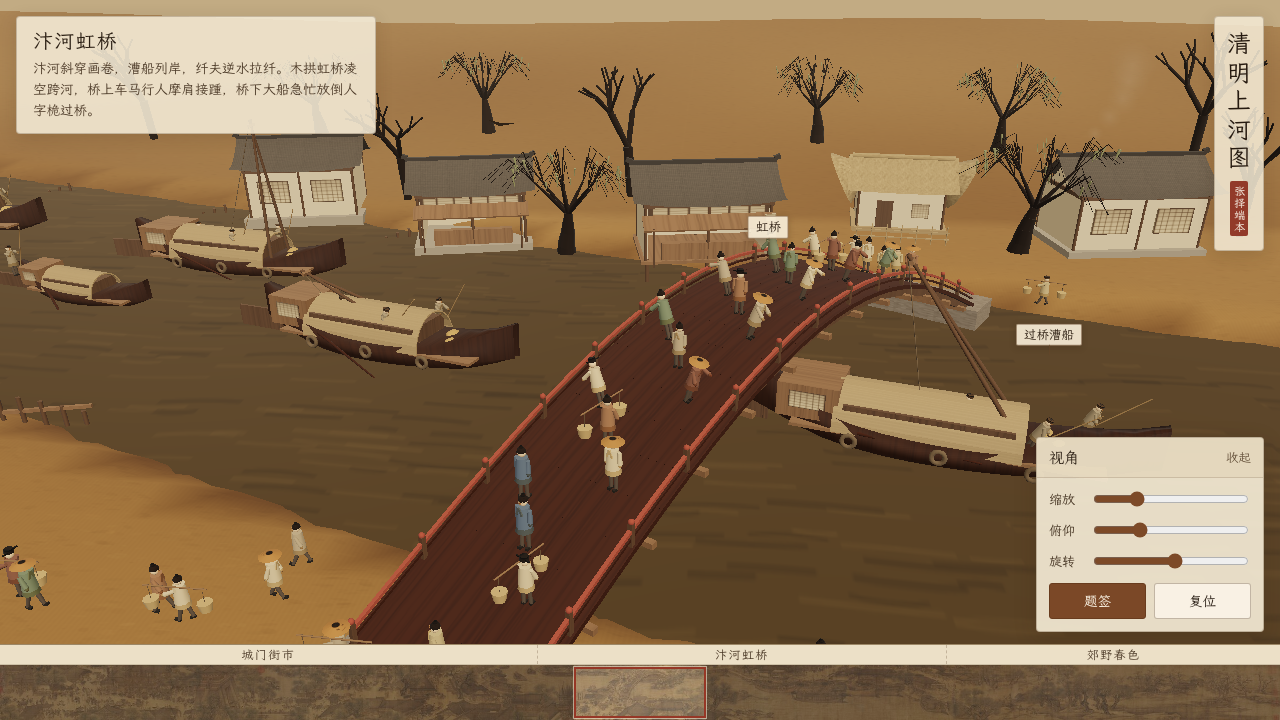 汴河虹桥
汴河斜穿画卷，漕船列岸，纤夫逆水拉纤。木拱虹桥凌
空跨河，桥上车马行人摩肩接踵，桥下大船急忙放倒人
字桅过桥。
清明上河图
张择端本
虹桥
过桥漕船
视角
收起
缩放
俯仰
旋转
题签
复位
城门街市
汴河虹桥
郊野春色